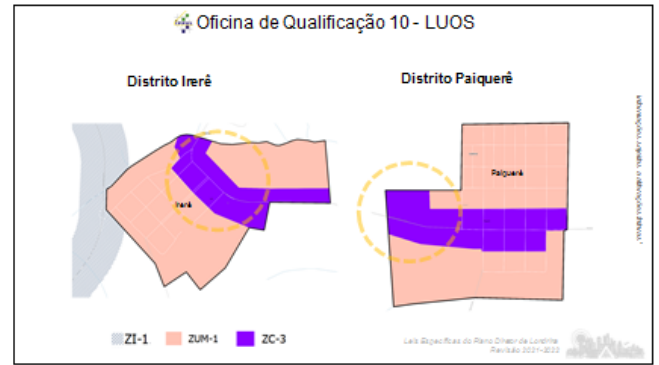 Oficina de Qualificação 10 - LUOS
Distrito Irerê
Distrito Paiquerê
Irerê
Paiquerê
ZI-1
ZUM-1
ZC-3
Leis Específicas do Plano Diretor de Londrina
Revisão 2021-2022